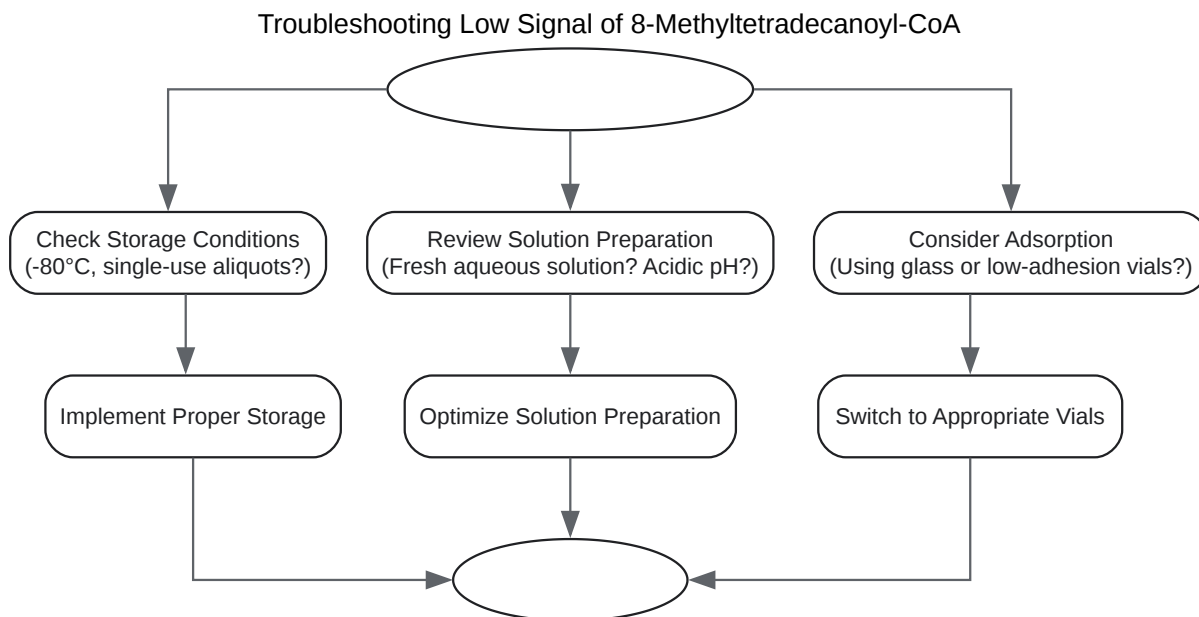 Troubleshooting Low Signal of 8-Methyltetradecanoyl-CoA
Check Storage Conditions
(-80°C, single-use aliquots?)
Review Solution Preparation
(Fresh aqueous solution? Acidic pH?)
Consider Adsorption
(Using glass or low-adhesion vials?)
Implement Proper Storage
Optimize Solution Preparation
Switch to Appropriate Vials